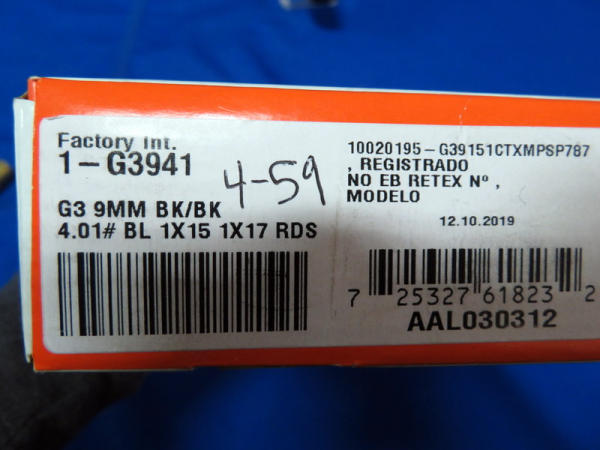 Factory Int.
1-G3941
4-59
G3 9MM BK/BK
4.01# BL 1X15 1X17 RDS
10020195-G39151CTXMPSP787
, REGISTRADO
NO EB RETEX Nº ,
MODELO
12.10.2019
7 25327 61823 2
AAL030312